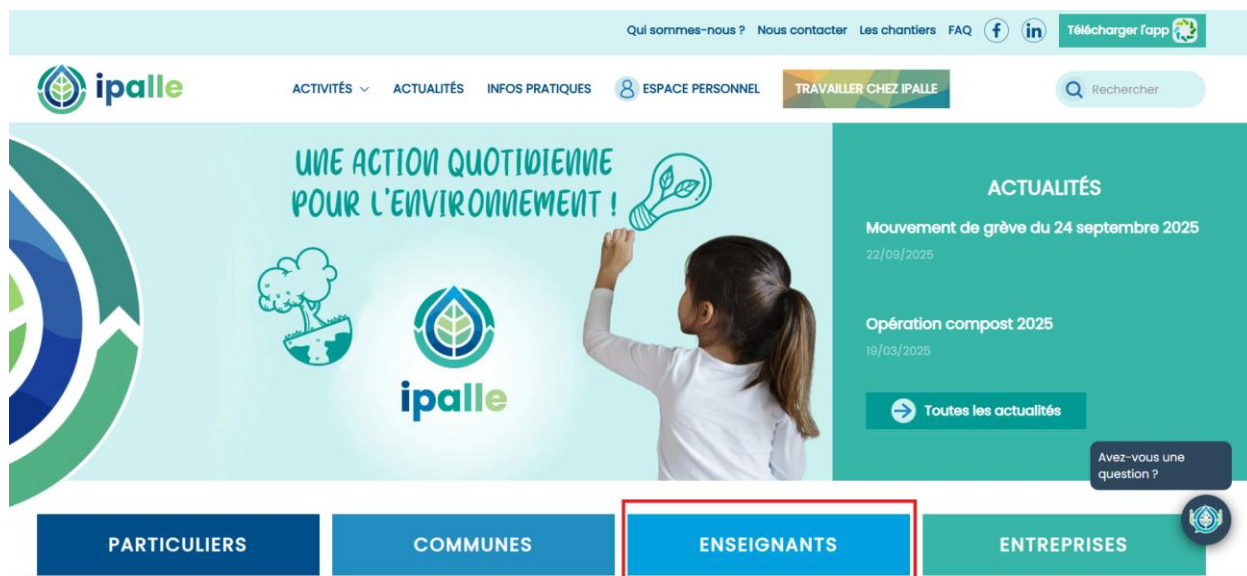 Qui sommes-nous ? Nous contacter Les chantiers FAQ f in Télécharger l'app
ipalle
ACTIVITÉS ACTUALITÉS INFOS PRATIQUES ESPACE PERSONNEL TRAVAILLER CHEZ IPALLE Rechercher
UNE ACTION QUOTIDIENNE
POUR L'ENVIRONNEMENT !
ipalle
ACTUALITÉS
Mouvement de grève du 24 septembre 2025
22/09/2025
Opération compost 2025
19/03/2025
Toutes les actualités
Avez-vous une
question ?
PARTICULIERS COMMUNES ENSEIGNANTS ENTREPRISES